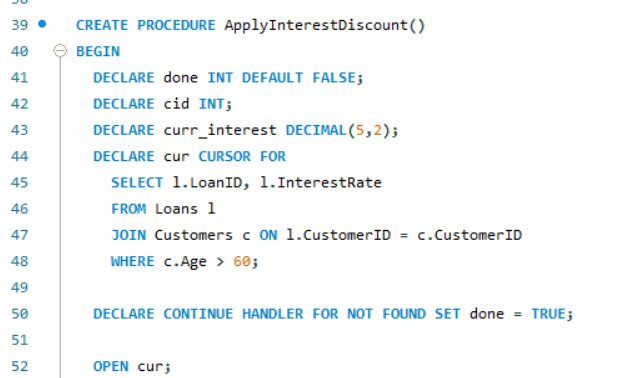 39 CREATE PROCEDURE ApplyInterestDiscount()
40 BEGIN
41 DECLARE done INT DEFAULT FALSE;
42 DECLARE cid INT;
43 DECLARE curr_interest DECIMAL(5,2);
44 DECLARE cur CURSOR FOR
45 SELECT l.LoanID, l.InterestRate
46 FROM Loans l
47 JOIN Customers c ON l.CustomerID = c.CustomerID
48 WHERE c.Age > 60;
49
50 DECLARE CONTINUE HANDLER FOR NOT FOUND SET done = TRUE;
51
52 OPEN cur;